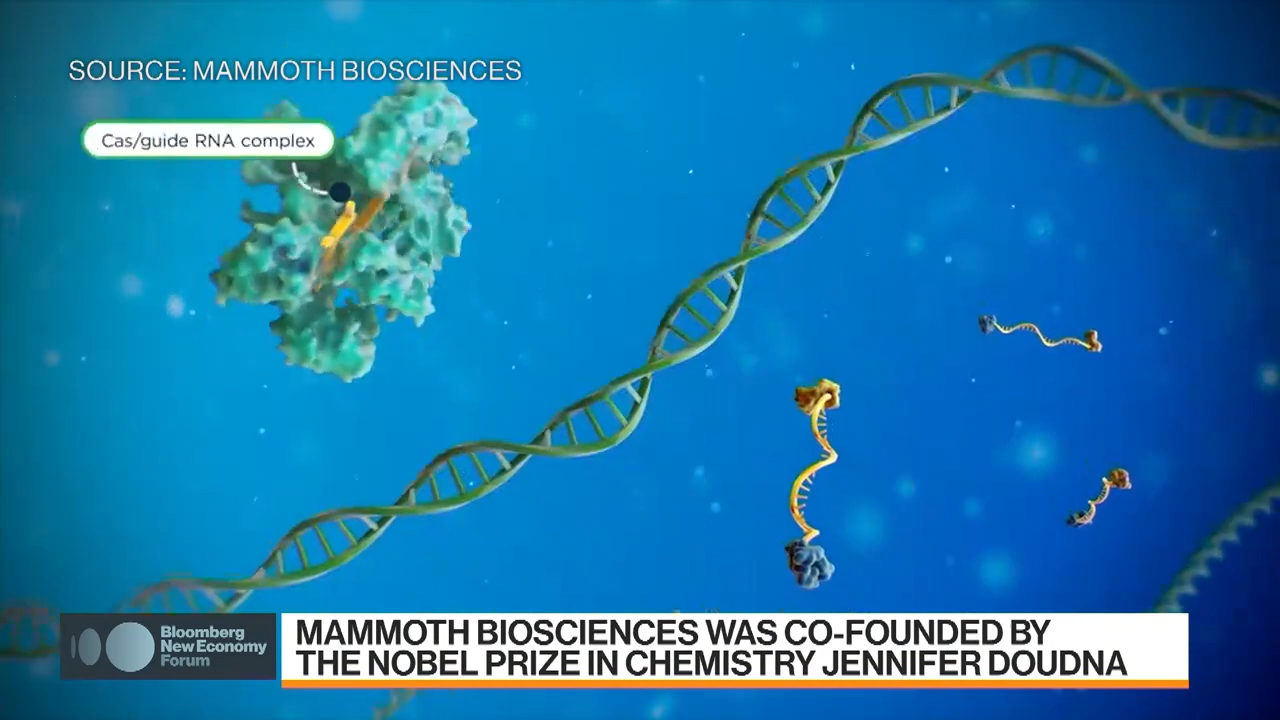 SOURCE: MAMMOTH BIOSCIENCES
Cas/guide RNA complex
Bloomberg
New Economy
Forum
MAMMOTH BIOSCIENCES WAS CO-FOUNDED BY
THE NOBEL PRIZE IN CHEMISTRY JENNIFER DOUDNA